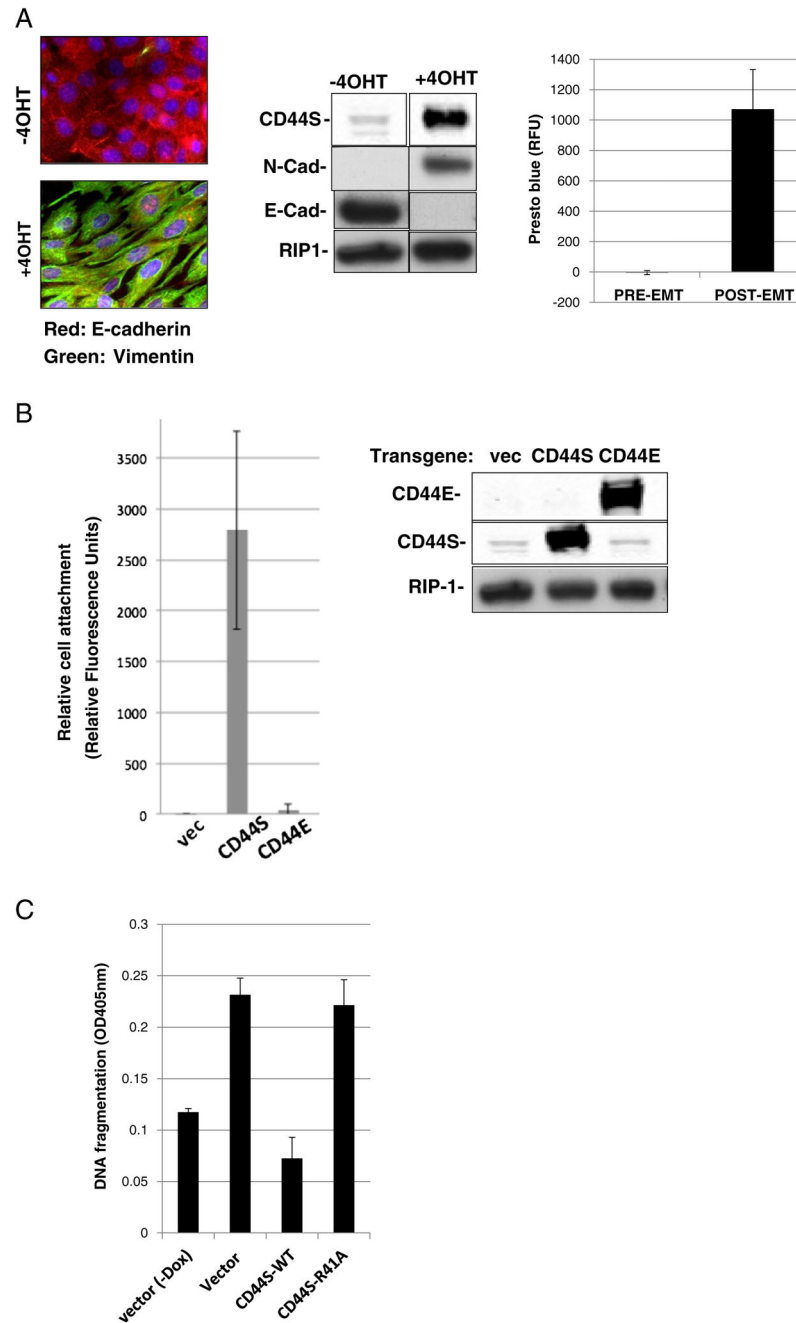 A
-4OHT
+4OHT
Red: E-cadherin
Green: Vimentin
-4OHT +4OHT
CD44S-
N-Cad-
E-Cad-
RIP1-
Presto blue (RFU)
1400
1200
1000
800
600
400
200
0
-200
PRE-EMT POST-EMT
B
Relative cell attachment
(Relative Fluorescence Units)
3500
3000
2500
2000
1500
1000
500
0
vec CD44S CD44E
Transgene: vec CD44S CD44E
CD44E-
CD44S-
RIP-1-
C
DNA fragmentation (OD405nm)
0.3
0.25
0.2
0.15
0.1
0.05
0
vector (-Dox) Vector CD44S-WT CD44S-R41A